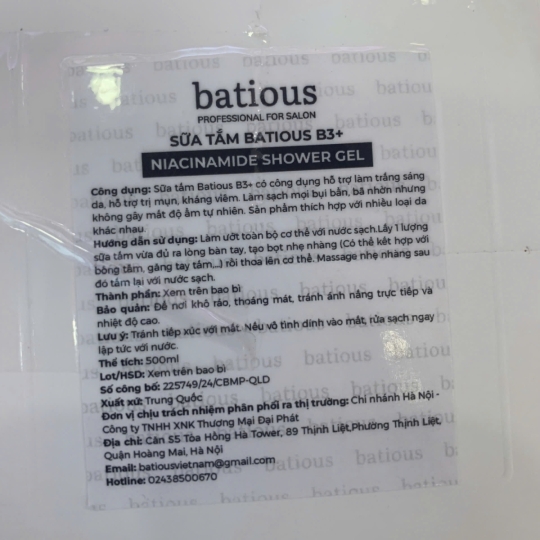 batious
PROFESSIONAL FOR SALON
SỮA TẮM BATIOUS B3+
NIACINAMIDE SHOWER GEL
Công dụng: Sữa tắm Batious B3+ có công dụng hỗ trợ làm trắng sáng
da, hỗ trợ trị mụn, kháng viêm. Làm sạch mọi bụi bẩn, bã nhờn nhưng
không gây mất độ ẩm tự nhiên. Sản phẩm thích hợp với nhiều loại da
khác nhau
Hướng dẫn sử dụng: Làm ướt toàn bộ cơ thể với nước sạch.Lấy 1 lượng
sữa tắm vừa đủ ra lòng bàn tay, tạo bọt nhẹ nhàng (Có thể kết hợp với
bông tắm, găng tay tắm,...) rồi thoa lên cơ thể. Massage nhẹ nhàng sau
đó tắm lại với nước sạch.
Thành phần: Xem trên bao bì
Bảo quản: Để nơi khô ráo, thoáng mát, tránh ánh nắng trực tiếp và
nhiệt độ cao.
Lưu ý: Tránh tiếp xúc với mắt. Nếu vô tình dính vào mắt, rửa sạch ngay
lập tức với nước.
Thể tích: 500ml
Lot/HSD: Xem trên bao bì
Số công bố: 225749/24/CBMP-QLD
Xuất xứ: Trung Quốc
Đơn vị chịu trách nhiệm phân phối ra thị trường: Chi nhánh Hà Nội -
Công ty TNHH XNK Thương Mại Đại Phát
Địa chỉ: Căn S5 Tòa Hồng Hà Tower, 89 Thịnh Liệt,Phường Thịnh Liệt,
Quận Hoàng Mai, Hà Nội
Email: batiousvietnam@gmail.com
Hotline: 02438500670